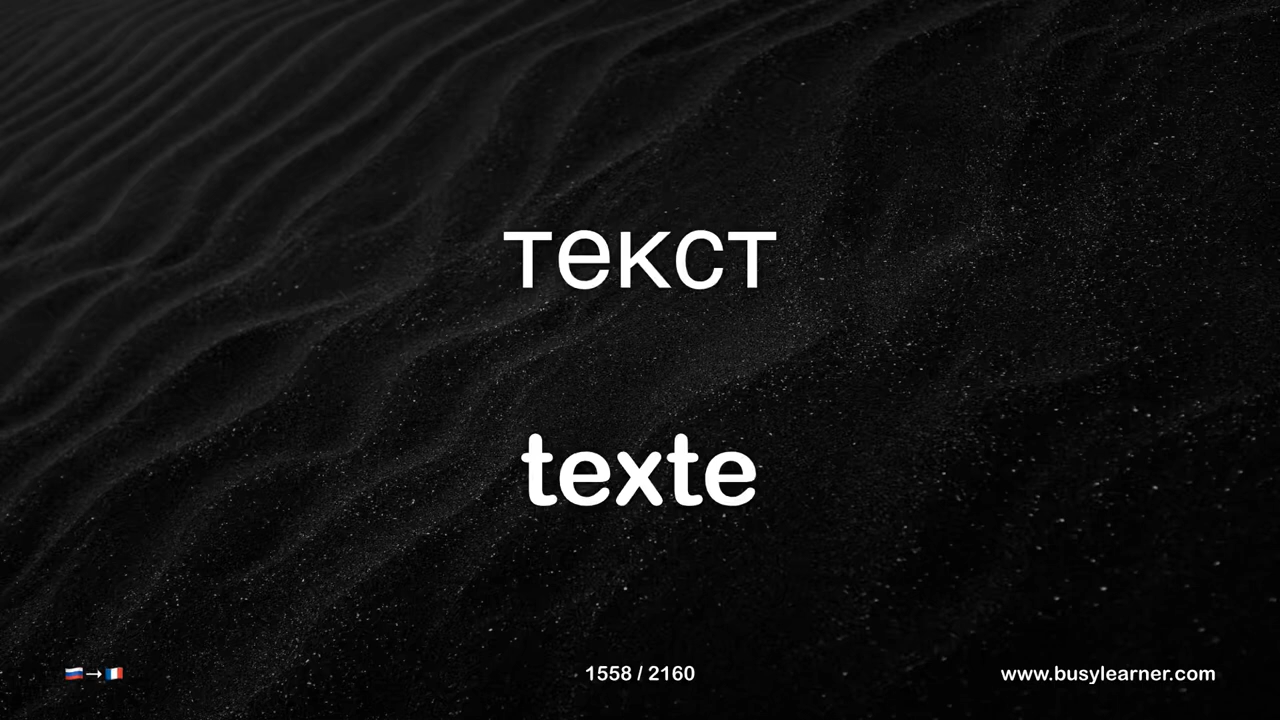 текст
texte
🇷🇺→🇫🇷
1558 / 2160
www.busylearner.com